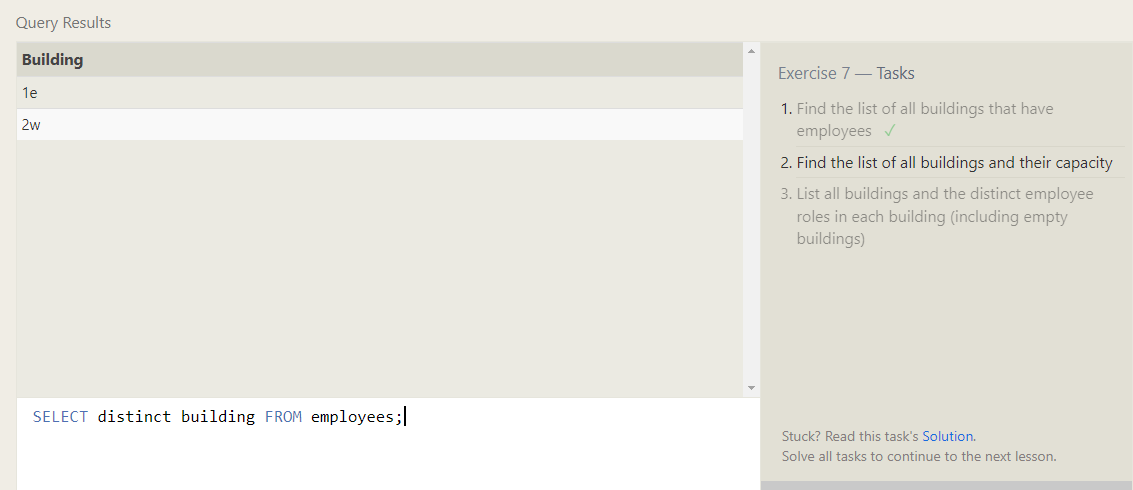 Query Results
Building
1e
2w
SELECT distinct building FROM employees;
Exercise 7 — Tasks
1. Find the list of all buildings that have
employees ✓
2. Find the list of all buildings and their capacity
3. List all buildings and the distinct employee
roles in each building (including empty
buildings)
Stuck? Read this task's Solution.
Solve all tasks to continue to the next lesson.